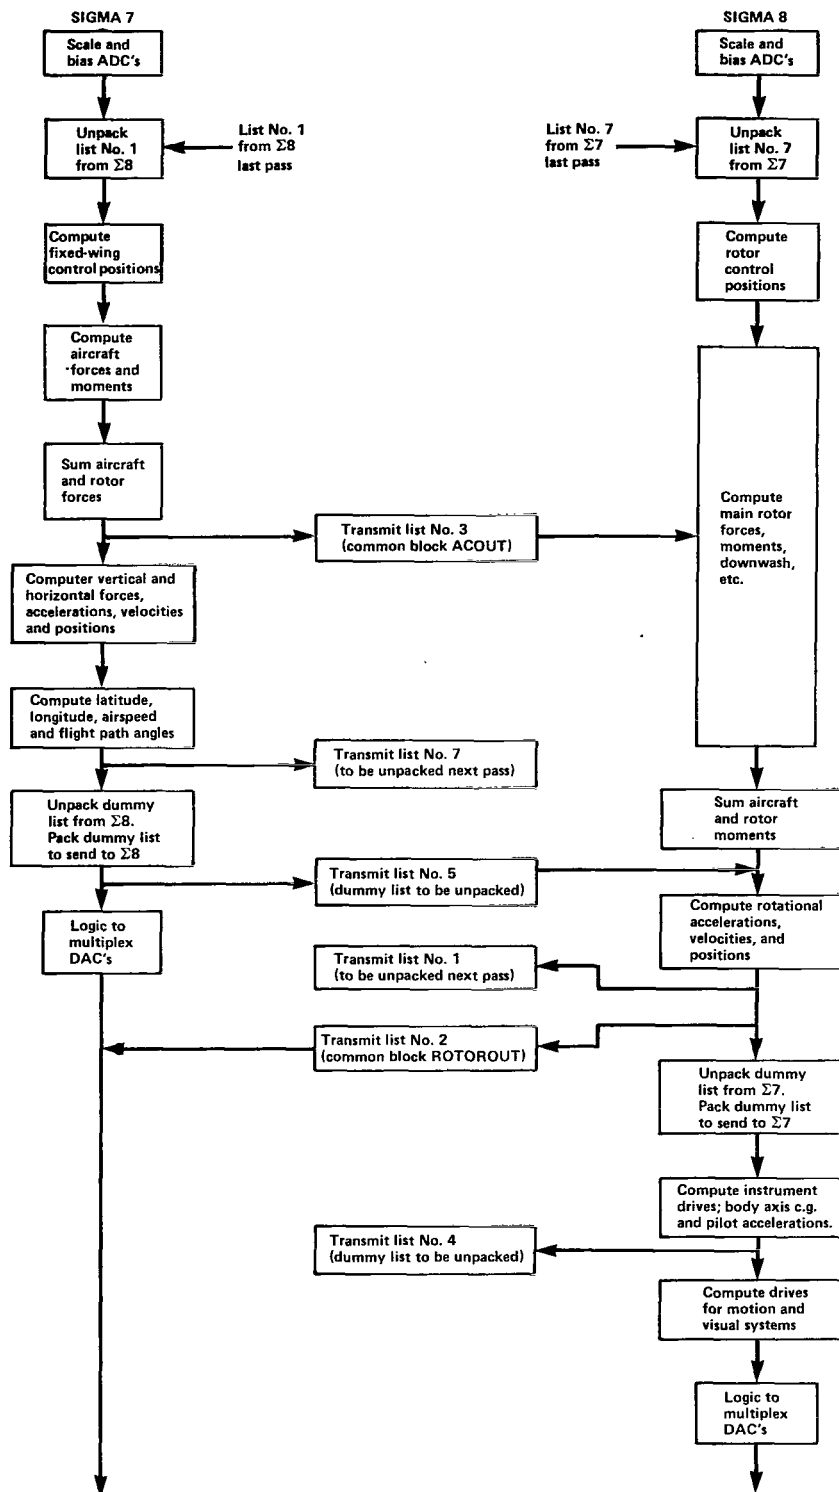 SIGMA 7
Scale and
bias ADC's
Unpack
list No. 1
from Σ8
List No. 1
from Σ8
last pass
Compute
fixed-wing
control positions
Compute
aircraft
forces and
moments
Sum aircraft
and rotor
forces
Computer vertical and
horizontal forces,
accelerations, velocities
and positions
Compute latitude,
longitude, airspeed
and flight path angles
Unpack dummy
list from Σ8.
Pack dummy list
to send to Σ8
Logic to
multiplex
DAC's
Transmit list No. 3
(common block ACOUT)
Transmit list No. 7
(to be unpacked next pass)
Transmit list No. 5
(dummy list to be unpacked)
Transmit list No. 1
(to be unpacked next pass)
Transmit list No. 2
(common block ROTOROUT)
Transmit list No. 4
(dummy list to be unpacked)
SIGMA 8
Scale and
bias ADC's
List No. 7
from Σ7
last pass
Unpack
list No. 7
from Σ7
Compute
rotor
control
positions
Compute
main rotor
forces,
moments,
downwash,
etc.
Sum aircraft
and rotor
moments
Compute rotational
accelerations,
velocities, and
positions
Unpack dummy
list from Σ7.
Pack dummy list
to send to Σ7
Compute instrument
drives; body axis c.g.
and pilot accelerations.
Compute drives
for motion and
visual systems
Logic to
multiplex
DAC's